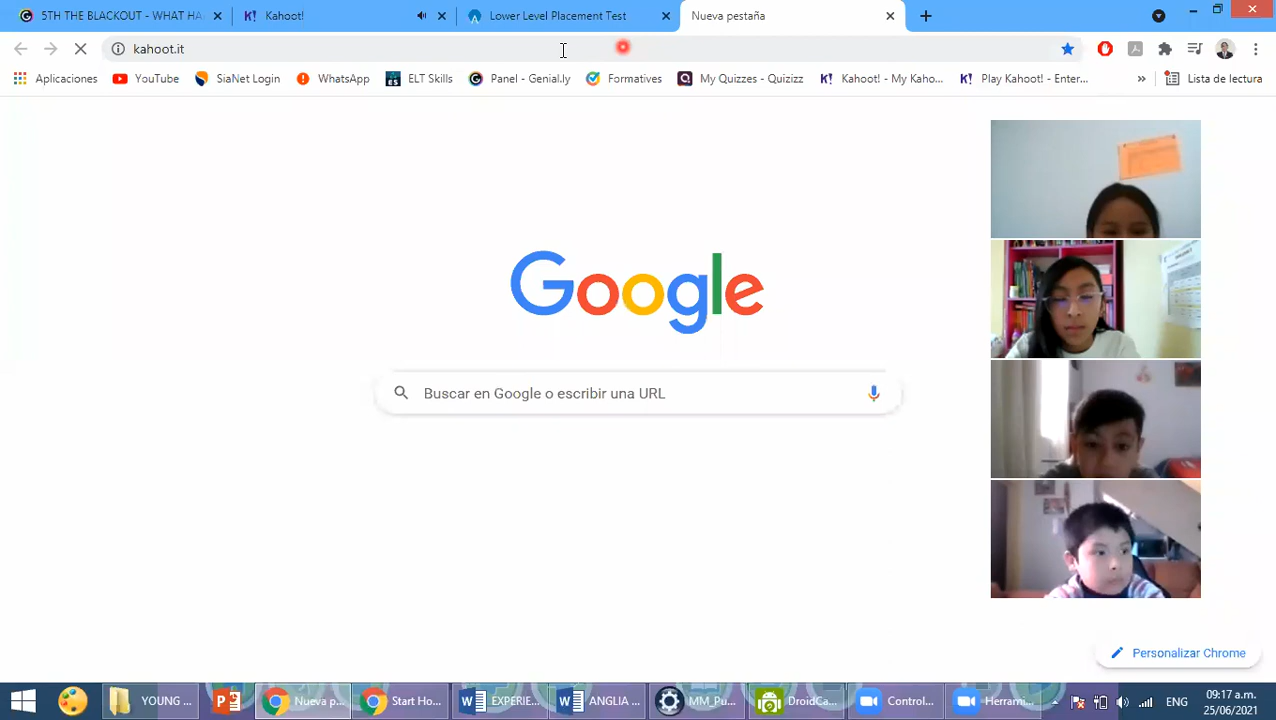 5TH THE BLACKOUT - WHAT HA
Kahoot!
Lower Level Placement Test
Nueva pestaña
kahoot.it
Aplicaciones
YouTube
SiaNet Login
WhatsApp
ELT Skills
Panel - Genial.ly
Formatives
My Quizzes - Quizizz
Kahoot! - My Kaho...
Play Kahoot! - Enter...
»
Lista de lectura
Google
Buscar en Google o escribir una URL
Personalizar Chrome
YOUNG ...
Nueva p...
Start Ho...
EXPERIE...
ANGLIA ...
MM_Pu...
DroidCa...
Control...
Herrami...
ENG
09:17 a.m.
25/06/2021